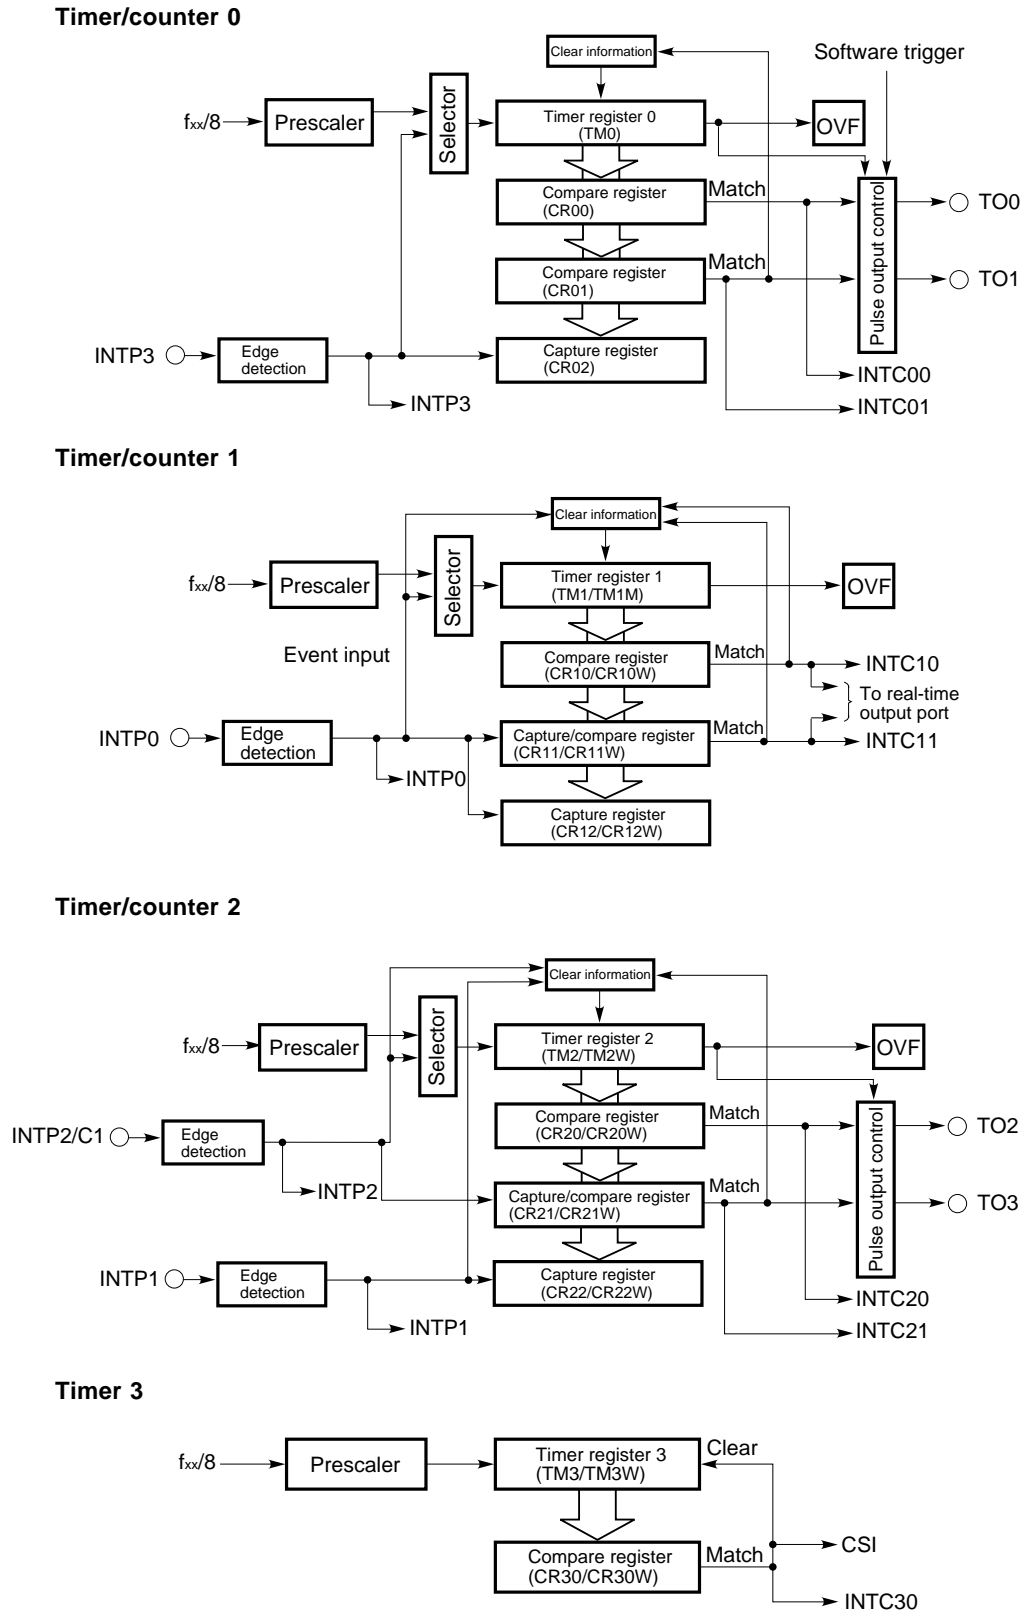 Timer/counter 0
Clear information
Software trigger
fxx/8
Prescaler
Selector
Timer register 0
(TM0)
OVF
Compare register
(CR00)
Match
Pulse output control
TO0
Compare register
(CR01)
Match
TO1
INTP3
Edge
detection
Capture register
(CR02)
INTC00
INTP3
INTC01
Timer/counter 1
Clear information
fxx/8
Prescaler
Selector
Timer register 1
(TM1/TM1M)
OVF
Event input
Compare register
(CR10/CR10W)
Match
INTC10
To real-time
output port
INTP0
Edge
detection
Capture/compare register
(CR11/CR11W)
Match
INTC11
INTP0
Capture register
(CR12/CR12W)
Timer/counter 2
Clear information
fxx/8
Prescaler
Selector
Timer register 2
(TM2/TM2W)
OVF
INTP2/C1
Edge
detection
Compare register
(CR20/CR20W)
Match
Pulse output control
TO2
INTP2
Capture/compare register
(CR21/CR21W)
Match
TO3
INTP1
Edge
detection
Capture register
(CR22/CR22W)
INTC20
INTP1
INTC21
Timer 3
fxx/8
Prescaler
Timer register 3
(TM3/TM3W)
Clear
Compare register
(CR30/CR30W)
Match
CSI
INTC30